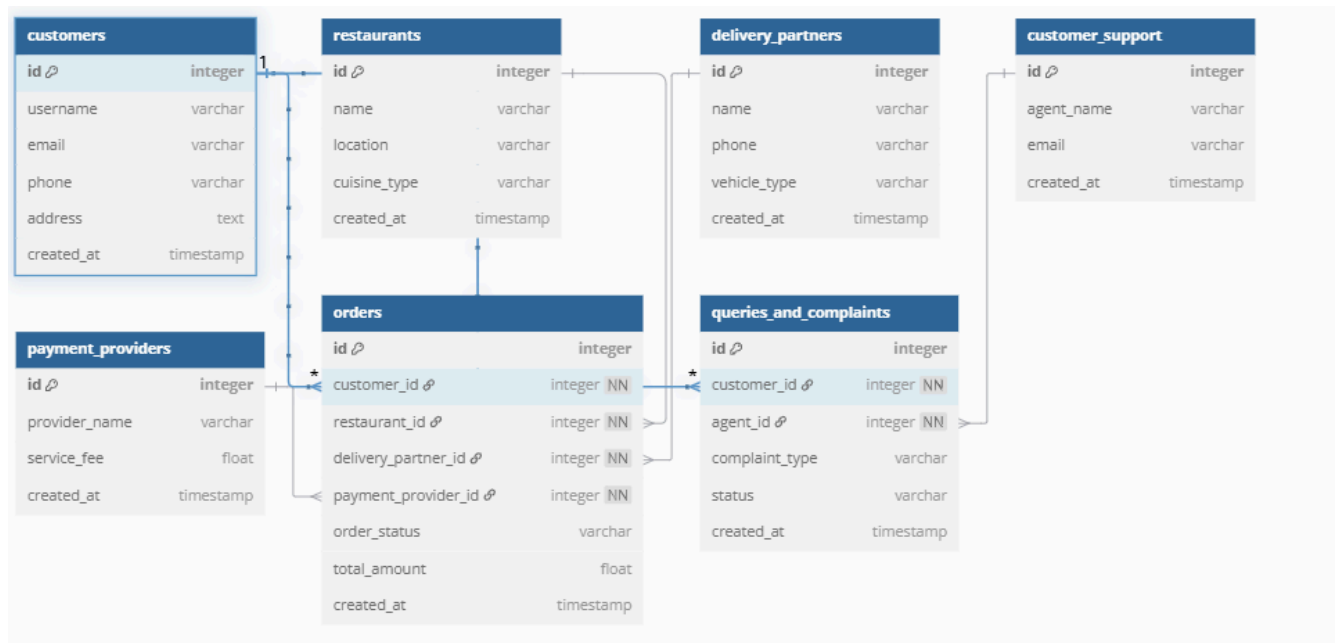 customers
id integer
username varchar
email varchar
phone varchar
address text
created_at timestamp
1
restaurants
id integer
name varchar
location varchar
cuisine_type varchar
created_at timestamp
delivery_partners
id integer
name varchar
phone varchar
vehicle_type varchar
created_at timestamp
customer_support
id integer
agent_name varchar
email varchar
created_at timestamp
payment_providers
id integer
provider_name varchar
service_fee float
created_at timestamp
orders
id integer
* customer_id integer NN
restaurant_id integer NN
delivery_partner_id integer NN
payment_provider_id integer NN
order_status varchar
total_amount float
created_at timestamp
queries_and_complaints
id integer
* customer_id integer NN
agent_id integer NN
complaint_type varchar
status varchar
created_at timestamp